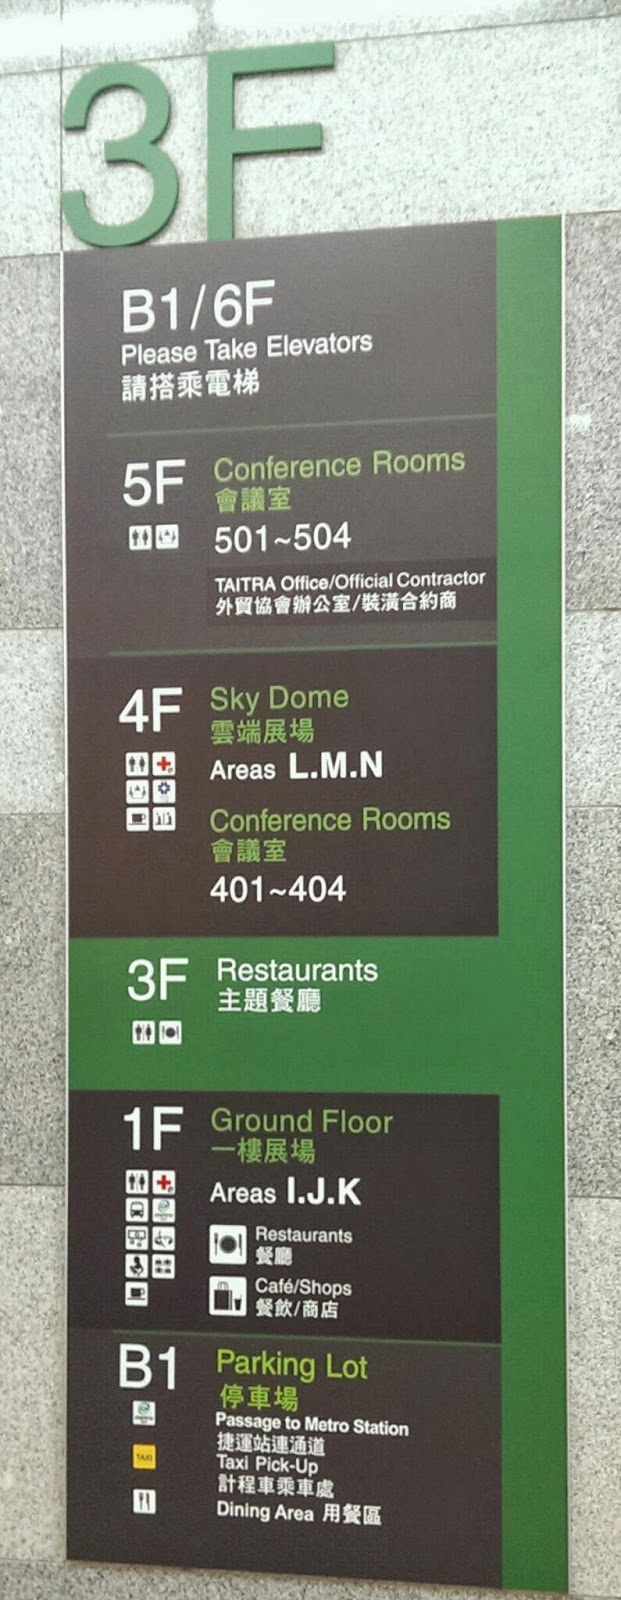 3F
B1/6F
Please Take Elevators
請搭乘電梯
5F
Conference Rooms
會議室
501~504
TAITRA Office/Official Contractor
外貿協會辦公室/裝潢合約商
4F
Sky Dome
雲端展場
Areas L.M.N
Conference Rooms
會議室
401~404
3F
Restaurants
主題餐廳
1F
Ground Floor
一樓展場
Areas I.J.K
Restaurants
餐廳
Café/Shops
餐飲/商店
B1
Parking Lot
停車場
Passage to Metro Station
捷運站連通道
TAXI
Taxi Pick-Up
計程車乘車處
Dining Area 用餐區